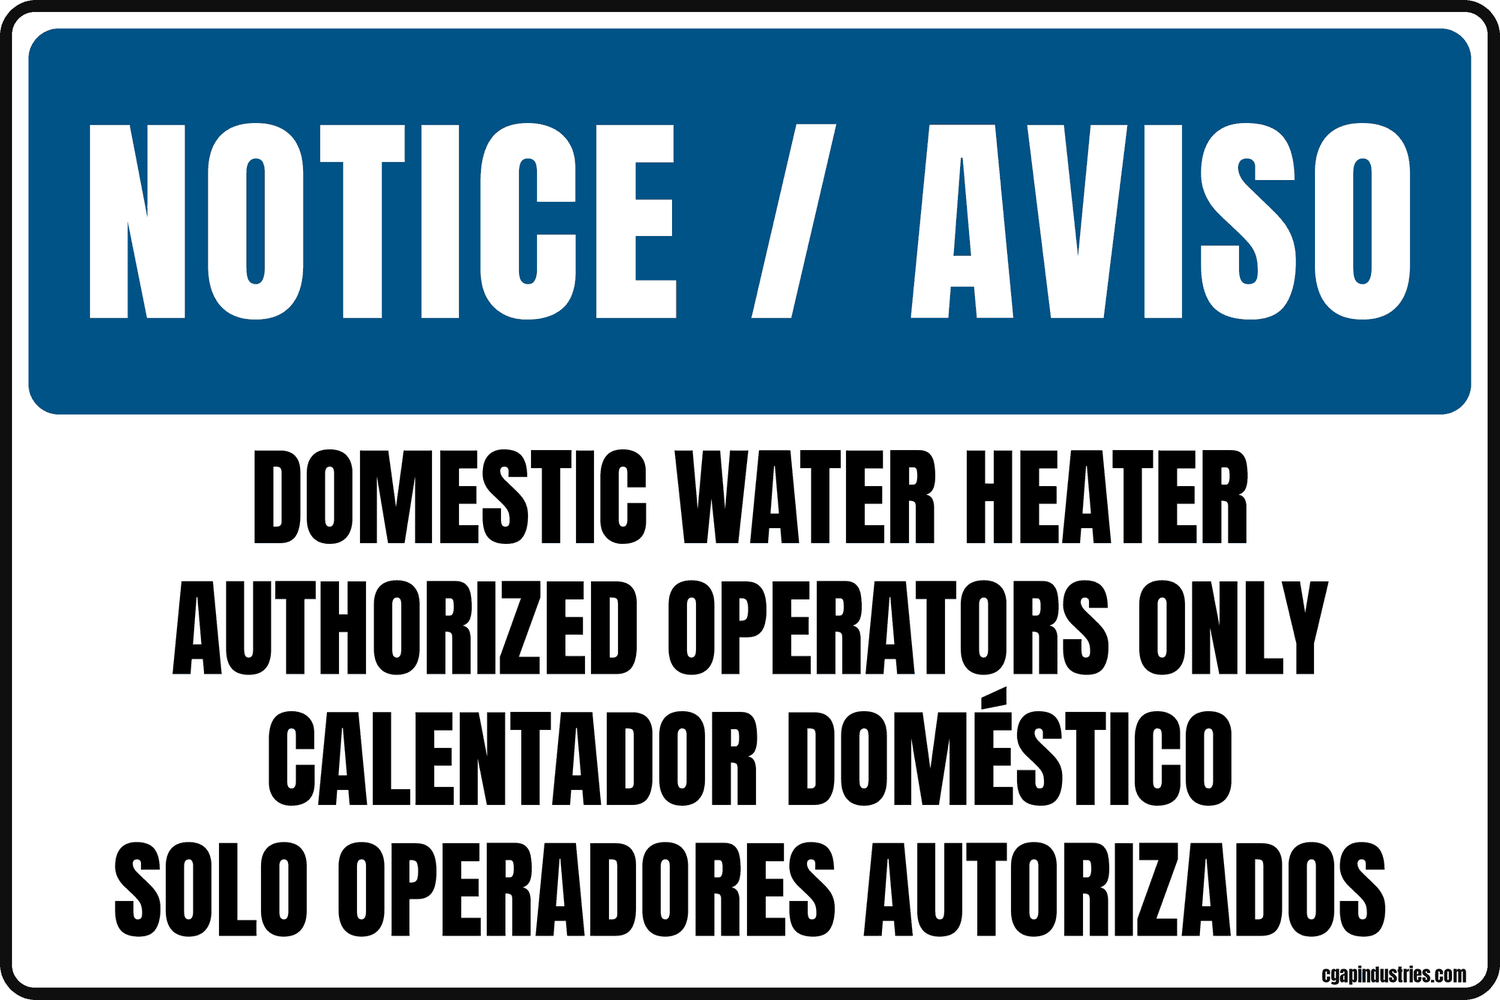 NOTICE / AVISO
DOMESTIC WATER HEATER
AUTHORIZED OPERATORS ONLY
CALENTADOR DOMÉSTICO
SOLO OPERADORES AUTORIZADOS
cgapindustries.com